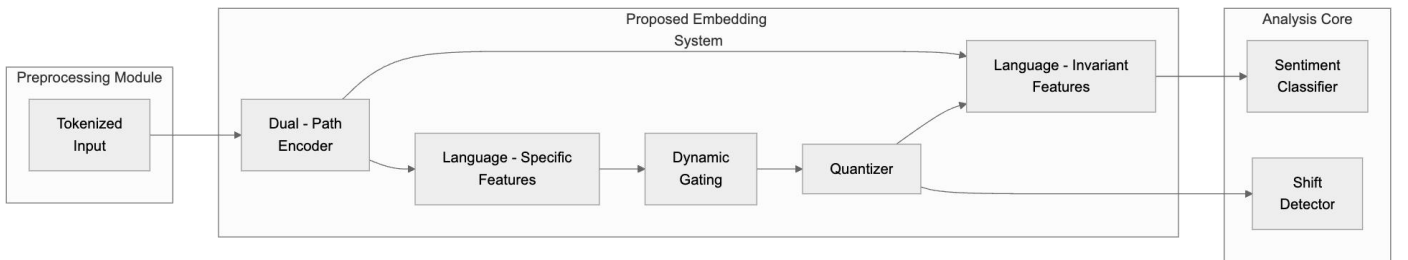 Preprocessing Module
Tokenized
Input
Proposed Embedding
System
Dual - Path
Encoder
Language - Specific
Features
Dynamic
Gating
Quantizer
Language - Invariant
Features
Analysis Core
Sentiment
Classifier
Shift
Detector